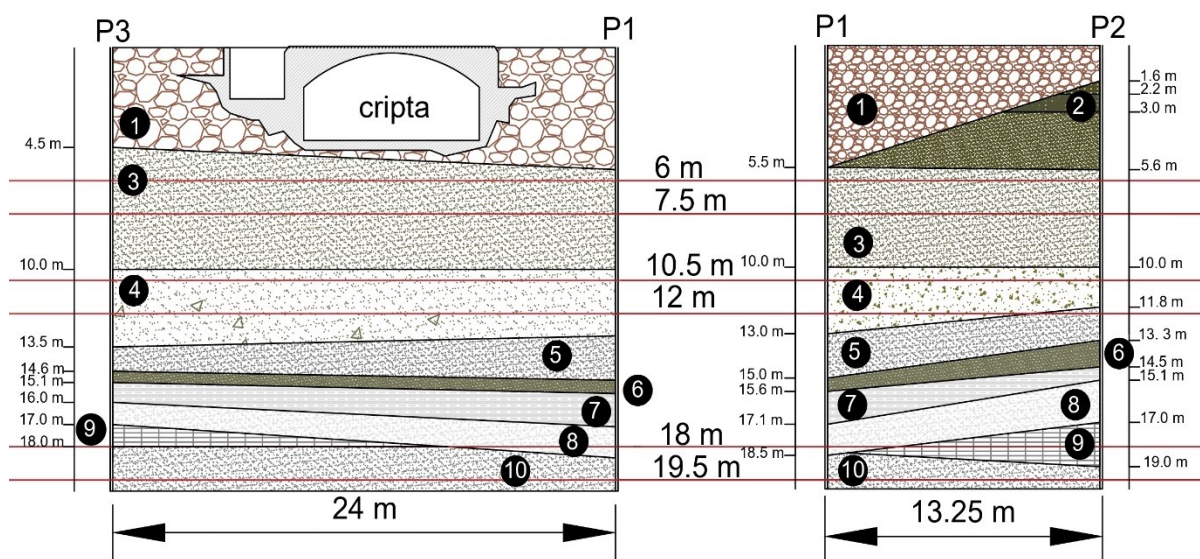 P3
P1
P1
P2
cripta
1
3
4
5
6
7
8
9
10
4.5 m
10.0 m
13.5 m
14.6 m
15.1 m
16.0 m
17.0 m
18.0 m
6 m
7.5 m
10.5 m
12 m
18 m
19.5 m
24 m
5.5 m
10.0 m
13.0 m
15.0 m
15.6 m
17.1 m
18.5 m
1
2
3
4
5
6
7
8
9
10
1.6 m
2.2 m
3.0 m
5.6 m
10.0 m
11.8 m
13.3 m
14.5 m
15.1 m
17.0 m
19.0 m
13.25 m